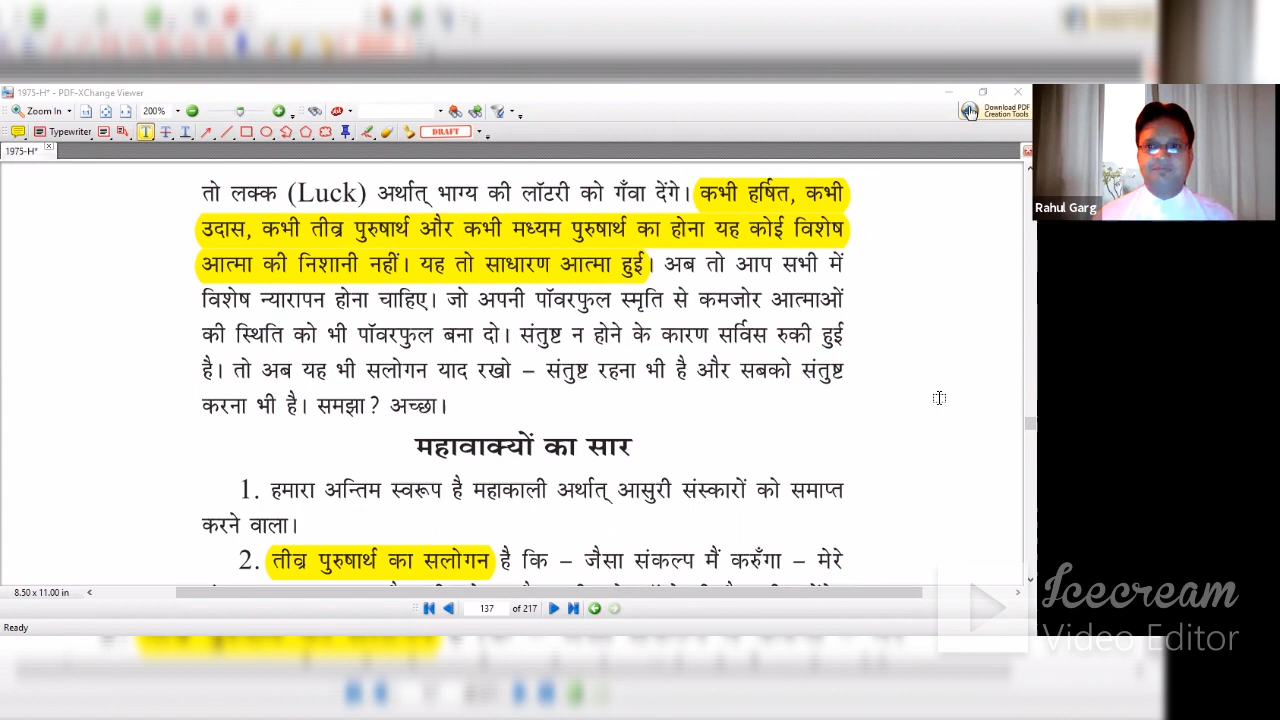 1975-H* - PDF-XChange Viewer
Zoom In 200%
Download PDF
Creation Tools
Typewriter T T T DRAFT
1975-H*
Rahul Garg
तो लक्क (Luck) अर्थात् भाग्य की लॉटरी को गँवा देंगे। कभी हर्षित, कभी
उदास, कभी तीव्र पुरुषार्थ और कभी मध्यम पुरुषार्थ का होना यह कोई विशेष
आत्मा की निशानी नहीं। यह तो साधारण आत्मा हुई। अब तो आप सभी में
विशेष न्यारापन होना चाहिए। जो अपनी पॉवरफुल स्मृति से कमजोर आत्माओं
की स्थिति को भी पॉवरफुल बना दो। संतुष्ट न होने के कारण सर्विस रुकी हुई
है। तो अब यह भी सलोगन याद रखो – संतुष्ट रहना भी है और सबको संतुष्ट
करना भी है। समझा? अच्छा।
महावाक्यों का सार
1. हमारा अन्तिम स्वरूप है महाकाली अर्थात् आसुरी संस्कारों को समाप्त
करने वाला।
2. तीव्र पुरुषार्थ का सलोगन है कि – जैसा संकल्प मैं करुँगा – मेरे
8.50 x 11.00 in
137 of 217
Ready
Icecream
Video Editor